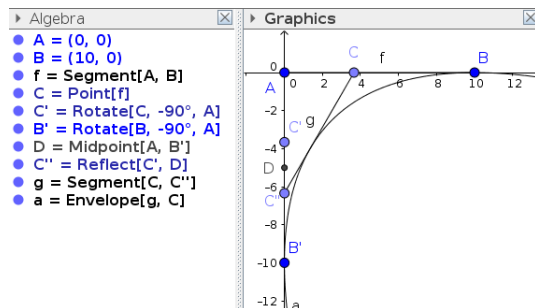 Algebra
A = (0, 0)
B = (10, 0)
f = Segment[A, B]
C = Point[f]
C' = Rotate[C, -90°, A]
B' = Rotate[B, -90°, A]
D = Midpoint[A, B']
C'' = Reflect[C', D]
g = Segment[C, C'']
a = Envelope[g, C]
Graphics
C
f
B
0
A
0 2 4 6 8 10 12
-2
g
C'
-4
D
-6
C''
-8
B'
-10
-12
a